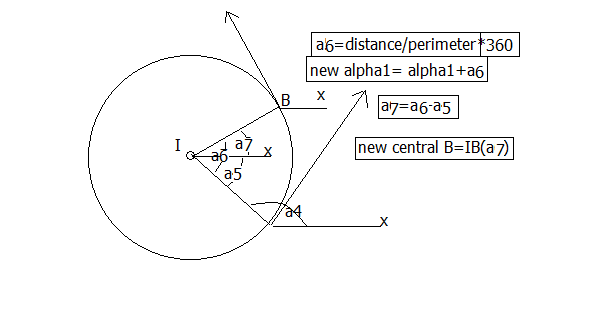 a6=distance/perimeter*360
new alpha1= alpha1+a6
B
x
a7=a6-a5
I
a7
x
a6
new central B=IB(a7)
a5
a4
x